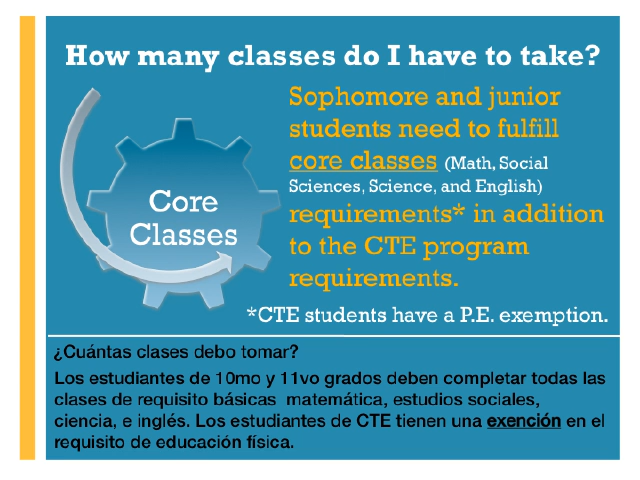 How many classes do I have to take?
Core
Classes
Sophomore and junior
students need to fulfill
core classes (Math, Social
Sciences, Science, and English)
requirements* in addition
to the CTE program
requirements.
*CTE students have a P.E. exemption.
¿Cuántas clases debo tomar?
Los estudiantes de 10mo y 11vo grados deben completar todas las
clases de requisito básicas  matemática, estudios sociales,
ciencia, e inglés. Los estudiantes de CTE tienen una exención en el
requisito de educación física.